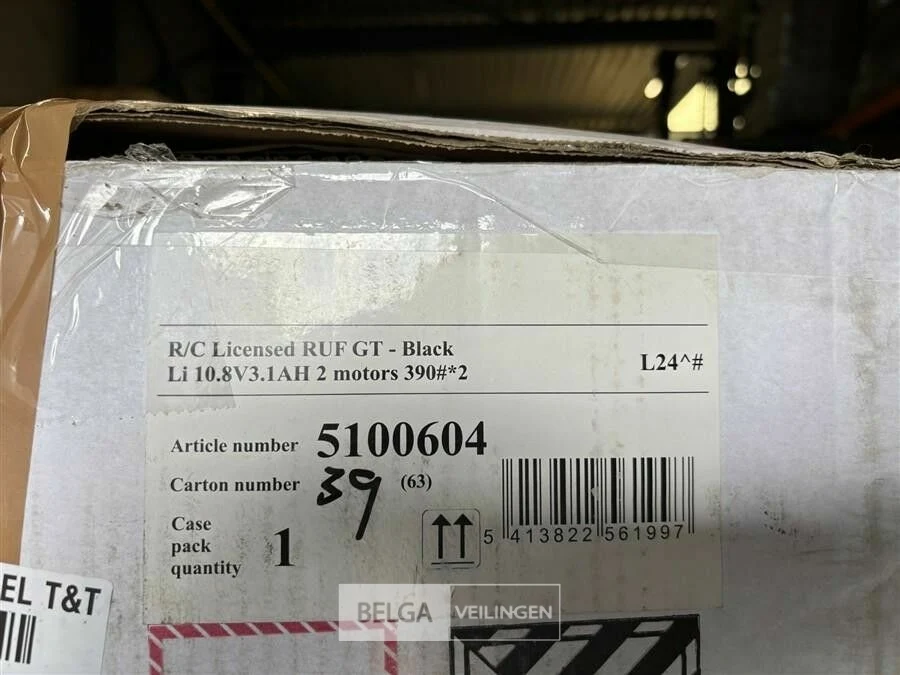 R/C Licensed RUF GT - Black
Li 10.8V3.1AH 2 motors 390#*2
L24^#
Article number 5100604
Carton number 39 (63)
Case
pack
quantity 1
5 413822 561997
EL T&T
BELGA VEILINGEN